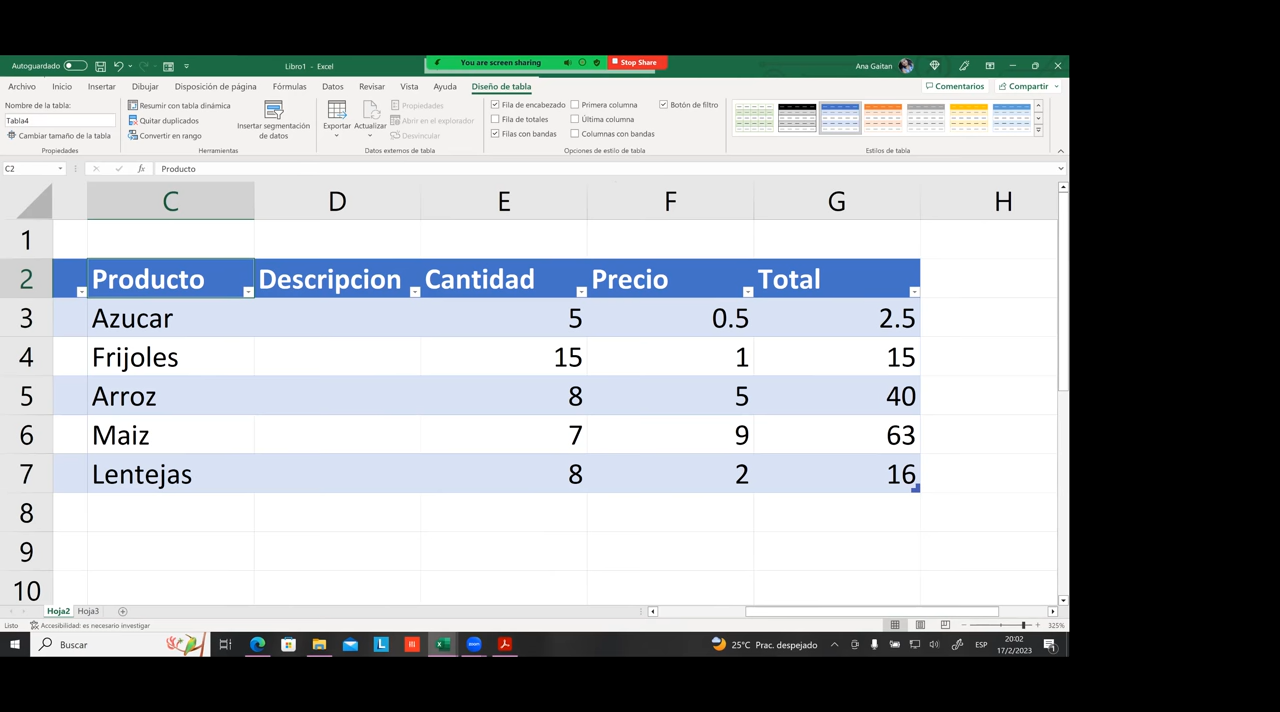 Autoguardado
Libro1 - Excel
You are screen sharing
Stop Share
Ana Gaitan
Archivo Inicio Insertar Dibujar Disposición de página Fórmulas Datos Revisar Vista Ayuda Diseño de tabla
Comentarios Compartir
Nombre de la tabla:
Tabla4
Cambiar tamaño de la tabla
Propiedades
Resumir con tabla dinámica
Quitar duplicados
Convertir en rango
Insertar segmentación
de datos
Herramientas
Exportar Actualizar
Propiedades
Abrir en el explorador
Desvincular
Datos externos de tabla
Fila de encabezado Primera columna Botón de filtro
Fila de totales Última columna
Filas con bandas Columnas con bandas
Opciones de estilo de tabla
Estilos de tabla
C2 fx Producto
C D E F G H
1
2 Producto Descripcion Cantidad Precio Total
3 Azucar 5 0.5 2.5
4 Frijoles 15 1 15
5 Arroz 8 5 40
6 Maiz 7 9 63
7 Lentejas 8 2 16
8
9
10
Hoja2 Hoja3
Listo Accesibilidad: es necesario investigar 325%
Buscar
25°C Prac. despejado
ESP
20:02
17/2/2023